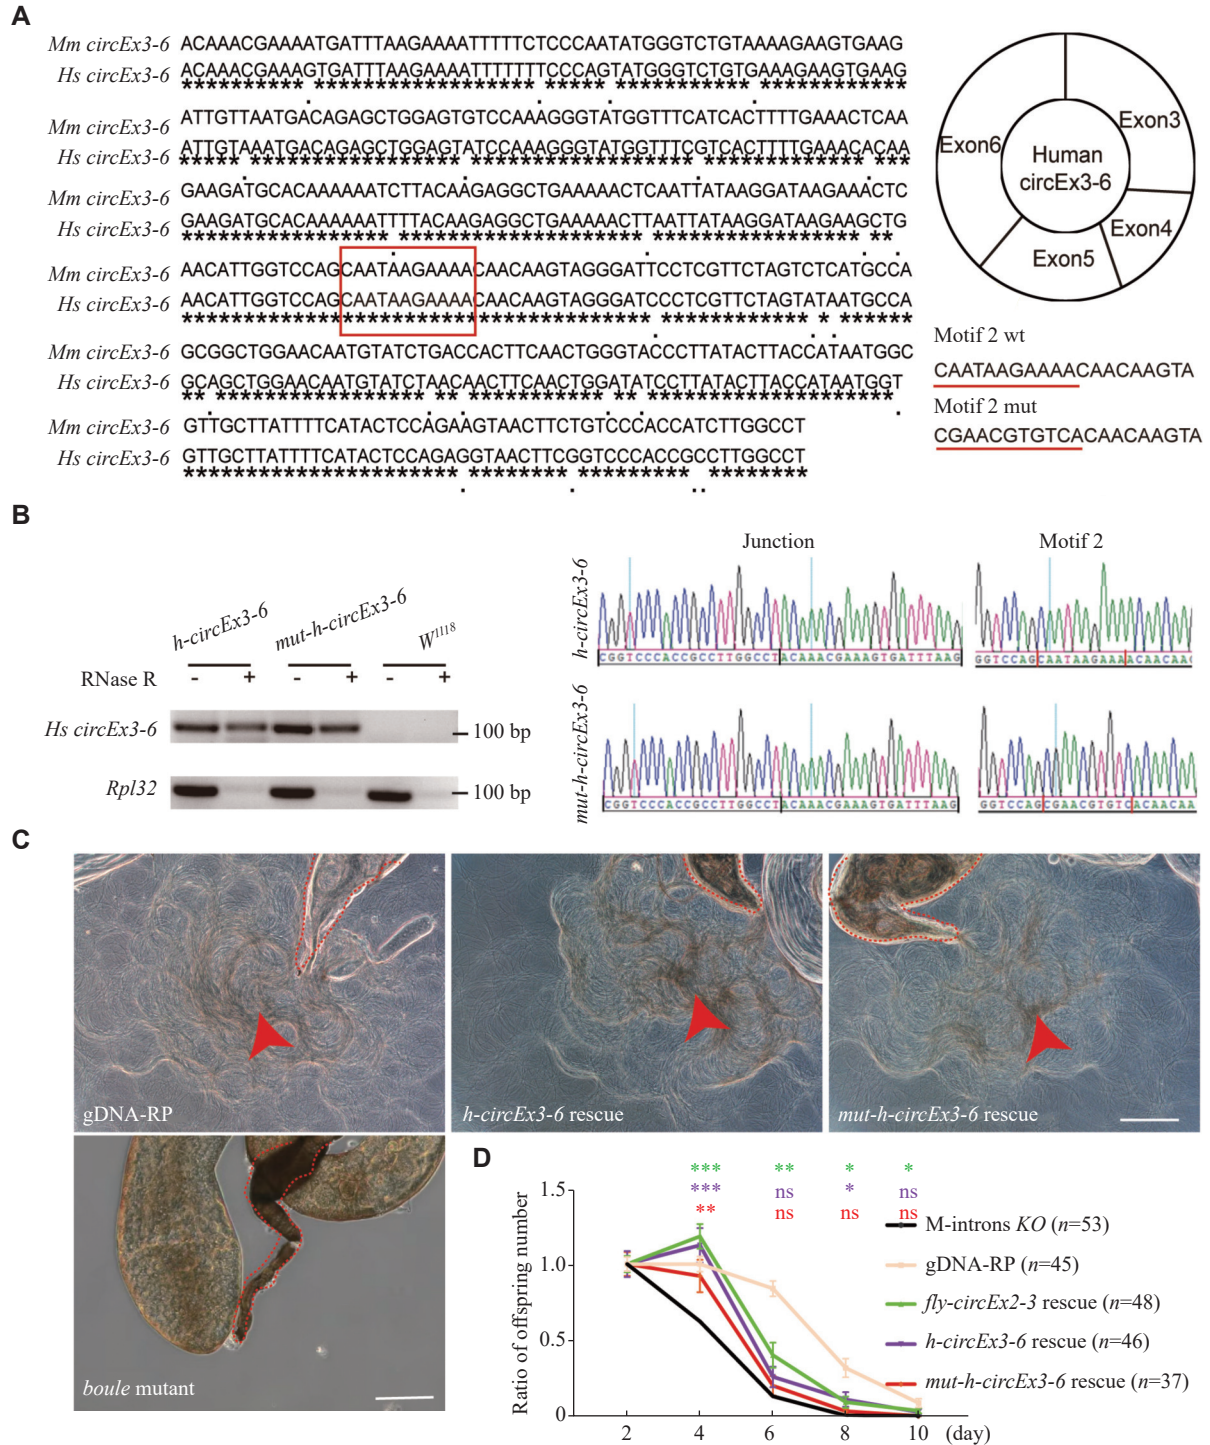 A
Mm circEx3-6 ACAAACGAAAATGATTTAAGAAAATTTTTCTCCCAATATGGGTCTGTAAAAGAAGTGAAG
Hs circEx3-6 ACAAACGAAAGTGATTTAAGAAAATTTTTTTCCCAGTATGGGTCTGTGAAAGAAGTGAAG
Mm circEx3-6 ATTGTTAATGACAGAGCTGGAGTGTCCAAAGGGTATGGTTTCATCACTTTTGAAACTCAA
Hs circEx3-6 ATTGTAAATGACAGAGCTGGAGTATCCAAAGGGTATGGTTTCGTCACTTTTGAAACACAA
Mm circEx3-6 GAAGATGCACAAAAAATCTTACAAGAGGCTGAAAAACTCAATTATAAGGATAAGAAACTC
Hs circEx3-6 GAAGATGCACAAAAAATTTTACAAGAGGCTGAAAAACTTAATTATAAGGATAAGAAGCTG
Mm circEx3-6 AACATTGGTCCAGCAATAAGAAAACAACAAGTAGGGATTCCTCGTTCTAGTCTCATGCCA
Hs circEx3-6 AACATTGGTCCAGCAATAAGAAAACAACAAGTAGGGATCCCTCGTTCTAGTATAATGCCA
Mm circEx3-6 GCGGCTGGAACAATGTATCTGACCACTTCAACTGGGTACCCTTATACTTACCATAATGGC
Hs circEx3-6 GCAGCTGGAACAATGTATCTAACAACTTCAACTGGATATCCTTATACTTACCATAATGGT
Mm circEx3-6 GTTGCTTATTTTCATACTCCAGAAGTAACTTCTGTCCCACCATCTTGGCCT
Hs circEx3-6 GTTGCTTATTTTCATACTCCAGAGGTAACTTCGGTCCCACCGCCTTGGCCT
Exon3
Exon6
Human
circEx3-6
Exon4
Exon5
Motif 2 wt
CAATAAGAAAACAACAAGTA
Motif 2 mut
CGAACGTGTCACAACAAGTA
B
h-circEx3-6 mut-h-circEx3-6 W1118
RNase R - + - + - +
Hs circEx3-6 100 bp
Rpl32 100 bp
Junction Motif 2
h-circEx3-6
CGGTCCCACCGCCTTGGCCTACAAACGAAAGTGATTTAAG GGTCCAGCAATAAGAAAACAACAAG
mut-h-circEx3-6
CGGTCCCACCGCCTTGGCCTACAAACGAAAGTGATTTAAG GGTCCAGCGAACGTGTCACAACAA
C
gDNA-RP
h-circEx3-6 rescue
mut-h-circEx3-6 rescue
boule mutant
D
*** ** * *
*** ns * ns
** ns ns ns
Ratio of offspring number
1.5
1.0
0.5
0
2 4 6 8 10 (day)
M-introns KO (n=53)
gDNA-RP (n=45)
fly-circEx2-3 rescue (n=48)
h-circEx3-6 rescue (n=46)
mut-h-circEx3-6 rescue (n=37)